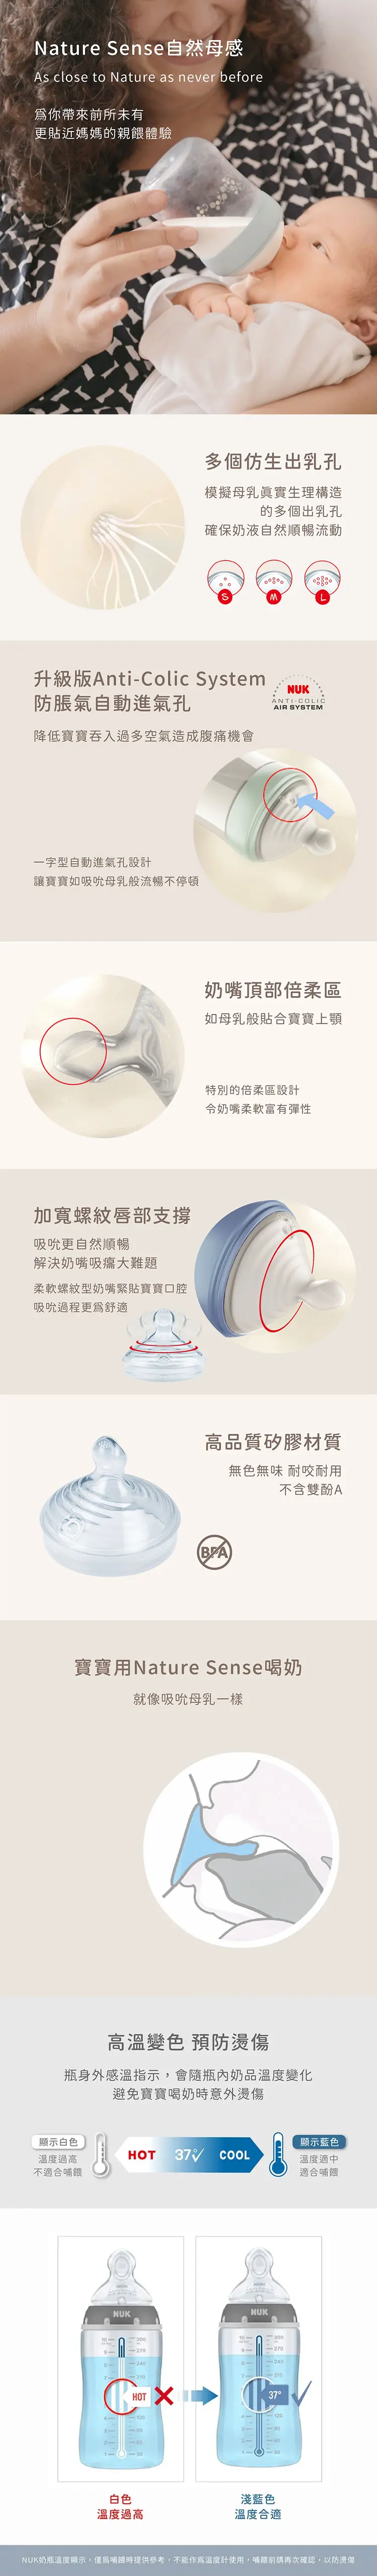 Nature Sense自然母感
As close to Nature as never before
爲你帶來前所未有
更貼近媽媽的親餵體驗
多個仿生出乳孔
模擬母乳真實生理構造
的多個出乳孔
確保奶液自然順暢流動
S M L
升級版Anti-Colic System
防脹氣自動進氣孔
NUK
ANTI-COLIC
AIR SYSTEM
降低寶寶吞入過多空氣造成腹痛機會
一字型自動進氣孔設計
讓寶寶如吸吮母乳般流暢不停頓
奶嘴頂部倍柔區
如母乳般貼合寶寶上顎
特別的倍柔區設計
令奶嘴柔軟富有彈性
加寬螺紋唇部支撐
吸吮更自然順暢
解決奶嘴吸癟大難題
柔軟螺紋型奶嘴緊貼寶寶口腔
吸吮過程更爲舒適
高品質矽膠材質
無色無味 耐咬耐用
不含雙酚A
BPA
寶寶用Nature Sense喝奶
就像吸吮母乳一樣
高溫變色 預防燙傷
瓶身外感溫指示，會隨瓶內奶品溫度變化
避免寶寶喝奶時意外燙傷
顯示白色
溫度過高
不適合哺餵
HOT 37° COOL
顯示藍色
溫度適中
適合哺餵
NUK
HOT
NUK
37°
白色
溫度過高
淺藍色
溫度合適
NUK奶瓶溫度顯示，僅爲哺餵時提供參考，不能作爲溫度計使用，哺餵前請再次確認，以防燙傷